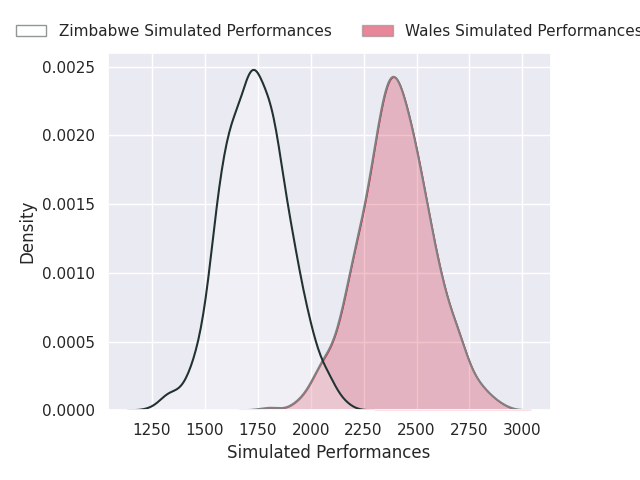 Zimbabwe Simulated Performances Wales Simulated Performances
0.0025
0.0020
0.0015
0.0010
0.0005
0.0000
Density
1250 1500 1750 2000 2250 2500 2750 3000
Simulated Performances